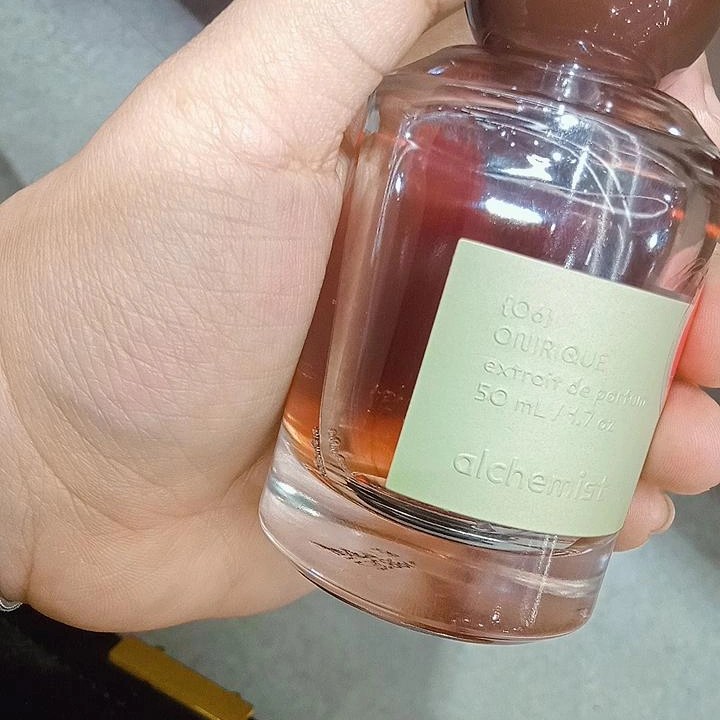 {06}
ONIRIQUE
extrait de parfum
50 mL / 1.7 oz
alchemist